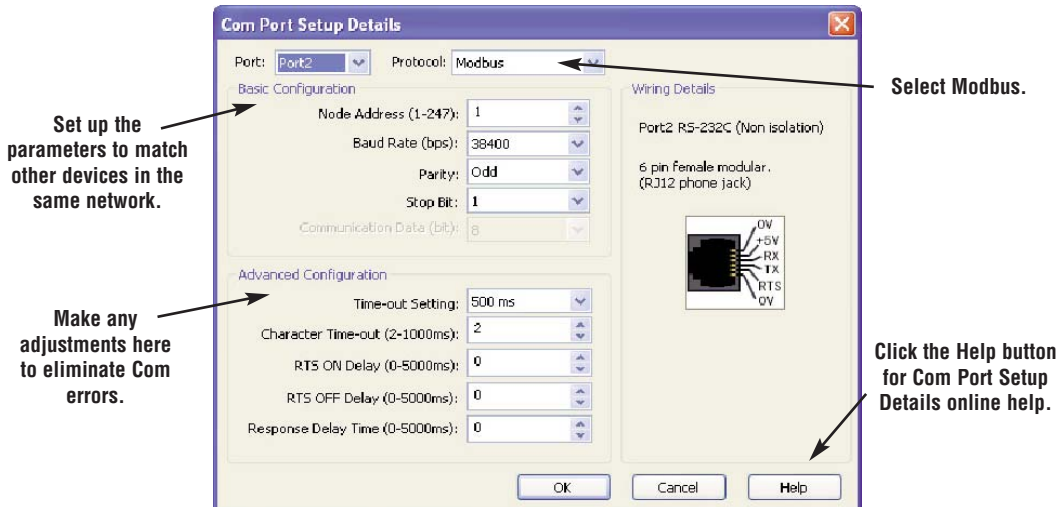 Com Port Setup Details
Port: Port2 Protocol: Modbus
Select Modbus.
Basic Configuration
Node Address (1-247): 1
Baud Rate (bps): 38400
Parity: Odd
Stop Bit: 1
Communication Data (bit): 8
Set up the
parameters to match
other devices in the
same network.
Wiring Details
Port2 RS-232C (Non isolation)
6 pin female modular.
(RJ12 phone jack)
0V
+5V
RX
TX
RTS
0V
Advanced Configuration
Time-out Setting: 500 ms
Character Time-out (2-1000ms): 2
RTS ON Delay (0-5000ms): 0
RTS OFF Delay (0-5000ms): 0
Response Delay Time (0-5000ms): 0
Make any
adjustments here
to eliminate Com
errors.
Click the Help button
for Com Port Setup
Details online help.
OK Cancel Help